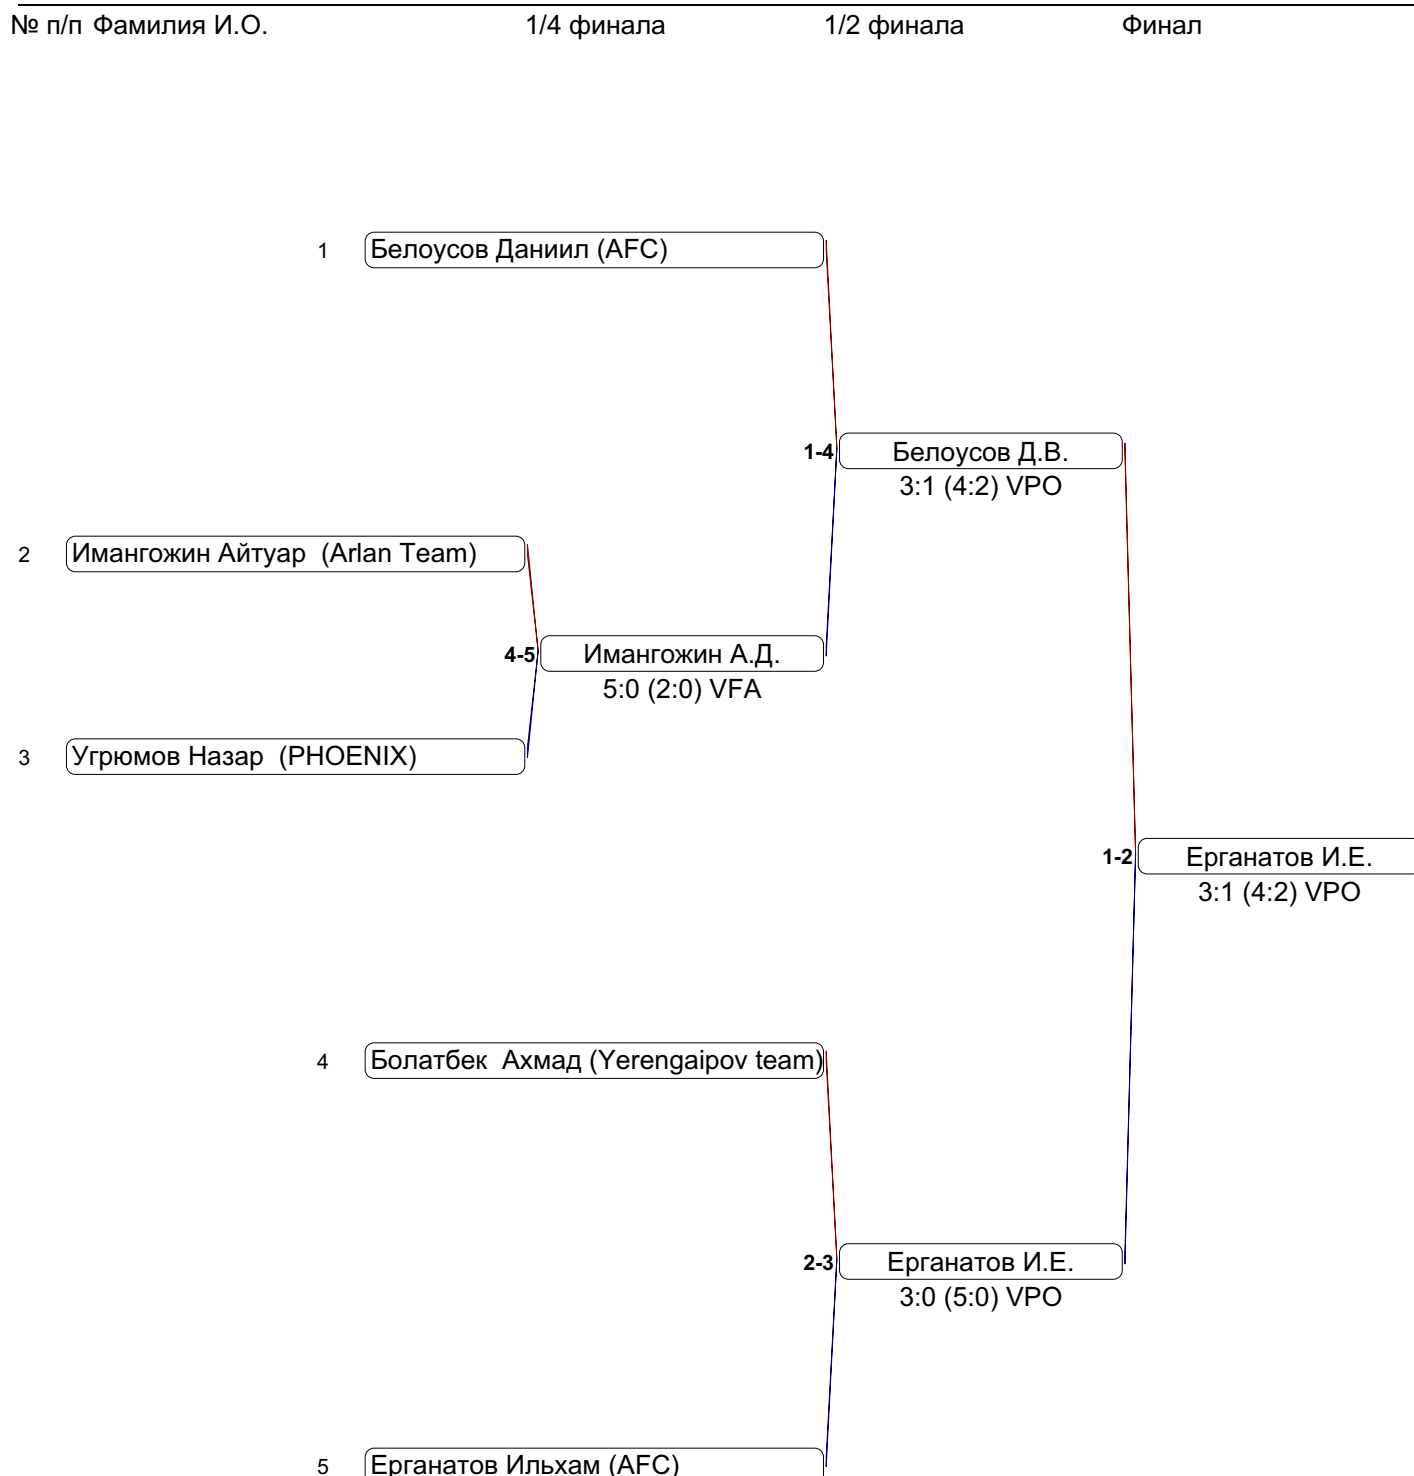 № п/п Фамилия И.О. 1/4 финала 1/2 финала Финал
1 Белоусов Даниил (AFC)
1-4 Белоусов Д.В.
3:1 (4:2) VPO
2 Имангожин Айтуар (Arlan Team)
4-5 Имангожин А.Д.
5:0 (2:0) VFA
3 Угрюмов Назар (PHOENIX)
1-2 Ерганатов И.Е.
3:1 (4:2) VPO
4 Болатбек Ахмад (Yerengaipov team)
2-3 Ерганатов И.Е.
3:0 (5:0) VPO
5 Ерганатов Ильхам (AFC)